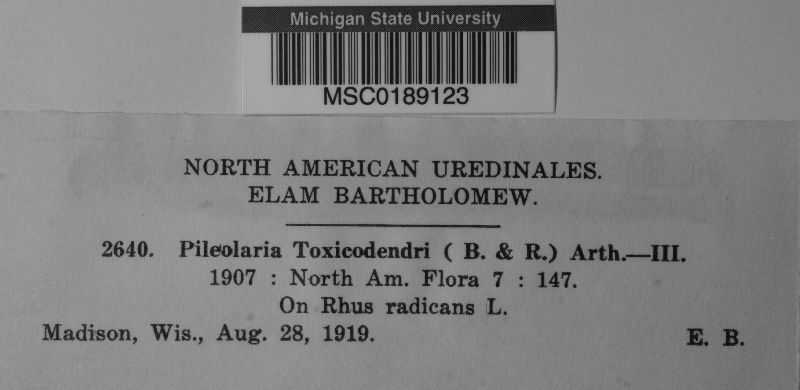 Michigan State University
MSC0189123
NORTH AMERICAN UREDINALES.
ELAM BARTHOLOMEW.
2640. Pileolaria Toxicodendri ( B. & R.) Arth.—III.
1907 : North Am. Flora 7 : 147.
On Rhus radicans L.
Madison, Wis., Aug. 28, 1919. E. B.